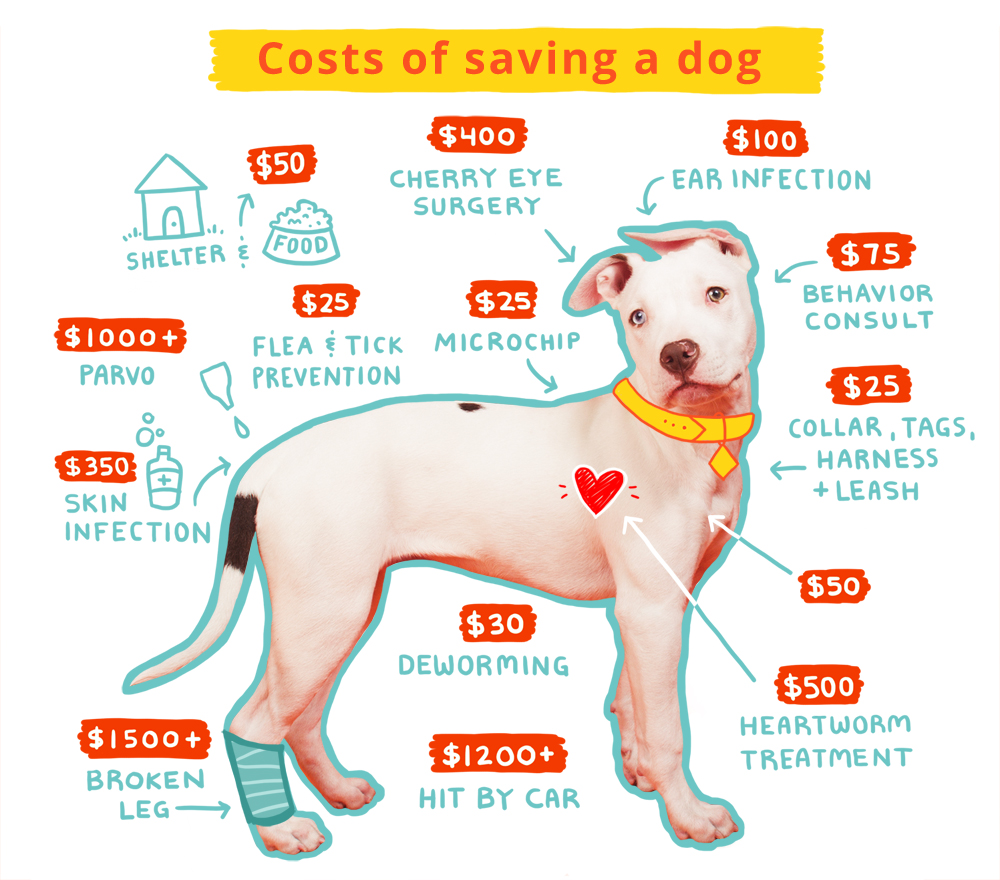 Costs of saving a dog
$400
CHERRY EYE
SURGERY
$100
EAR INFECTION
$50
SHELTER &
FOOD
$75
BEHAVIOR
CONSULT
$25
FLEA & TICK
PREVENTION
$25
MICROCHIP
$1000+
PARVO
$25
COLLAR, TAGS,
HARNESS
+ LEASH
$350
SKIN
INFECTION
$50
$30
DEWORMING
$500
HEARTWORM
TREATMENT
$1500+
BROKEN
LEG
$1200+
HIT BY CAR